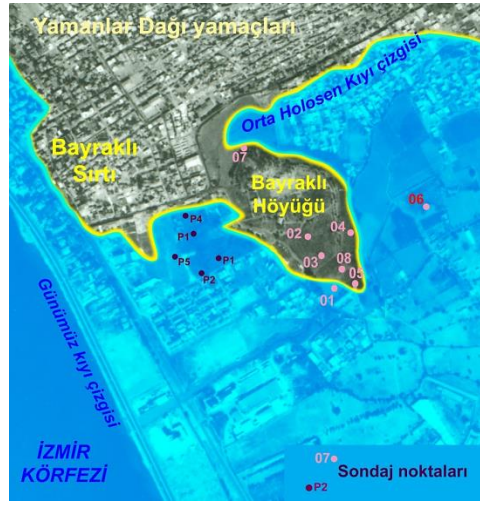 Yamanlar Dağı yamaçları
Orta Holosen Kıyı çizgisi
Bayraklı
Sırtı
07
Bayraklı
Höyüğü
06
P4
P1
02
04
P5
P1
03
08
P2
05
01
Günümüz kıyı çizgisi
İZMİR
KÖRFEZİ
07
Sondaj noktaları
P2